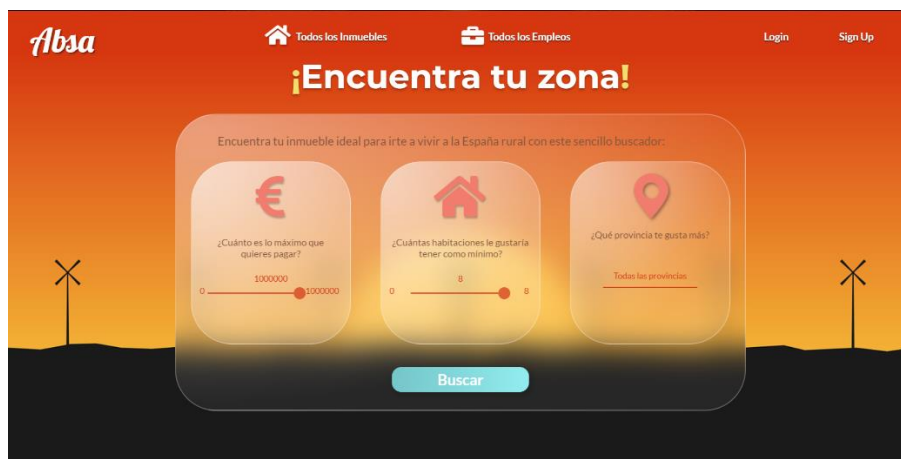 Absa
Todos los Inmuebles
Todos los Empleos
Login
Sign Up
¡Encuentra tu zona!
Encuentra tu inmueble ideal para irte a vivir a la España rural con este sencillo buscador:
€
¿Cuánto es lo máximo que
quieres pagar?
1000000
0
1000000
¿Cuántas habitaciones le gustaría
tener como mínimo?
8
0
8
¿Qué provincia te gusta más?
Todas las provincias
Buscar